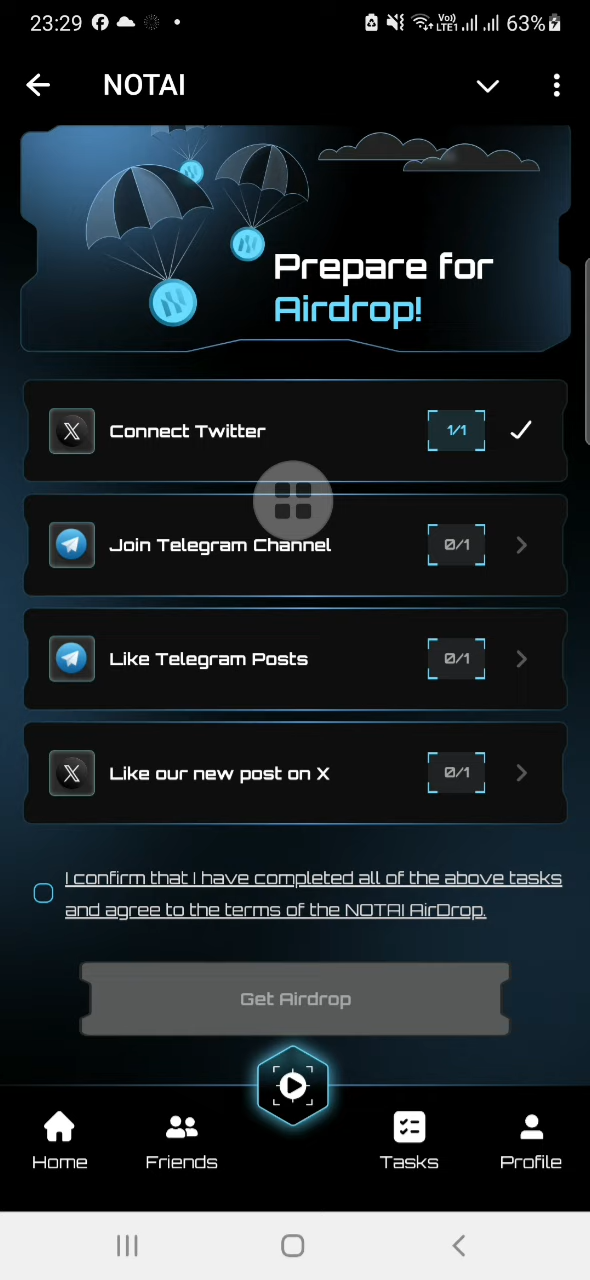 23:29
Vo)) LTE1
63%
NOTAI
Prepare for
Airdrop!
Connect Twitter
1/1
Join Telegram Channel
0/1
Like Telegram Posts
0/1
Like our new post on X
0/1
I confirm that I have completed all of the above tasks
and agree to the terms of the NOTAI AirDrop.
Get Airdrop
Home
Friends
Tasks
Profile